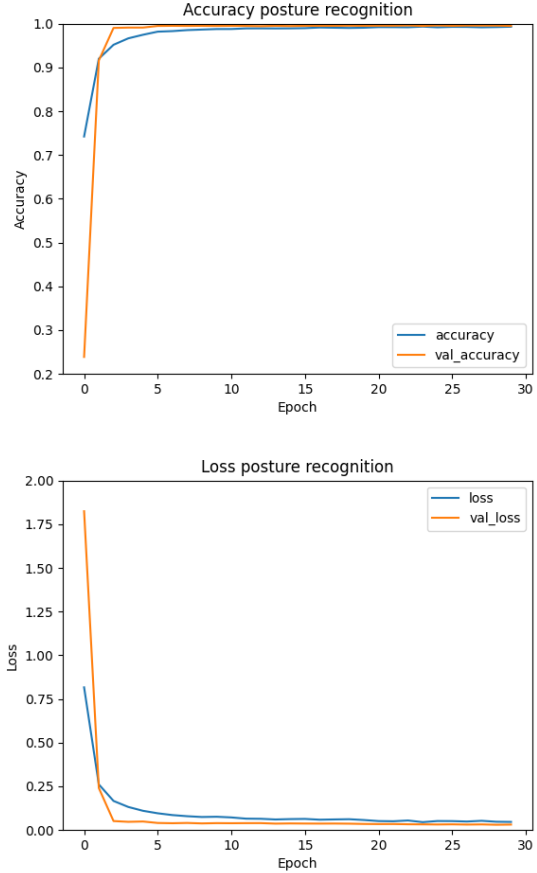 Accuracy posture recognition
1.0
0.9
0.8
0.7
0.6
0.5
0.4
0.3
0.2
Accuracy
accuracy
val_accuracy
0 5 10 15 20 25 30
Epoch
Loss posture recognition
2.00
1.75
1.50
1.25
1.00
0.75
0.50
0.25
0.00
Loss
loss
val_loss
0 5 10 15 20 25 30
Epoch